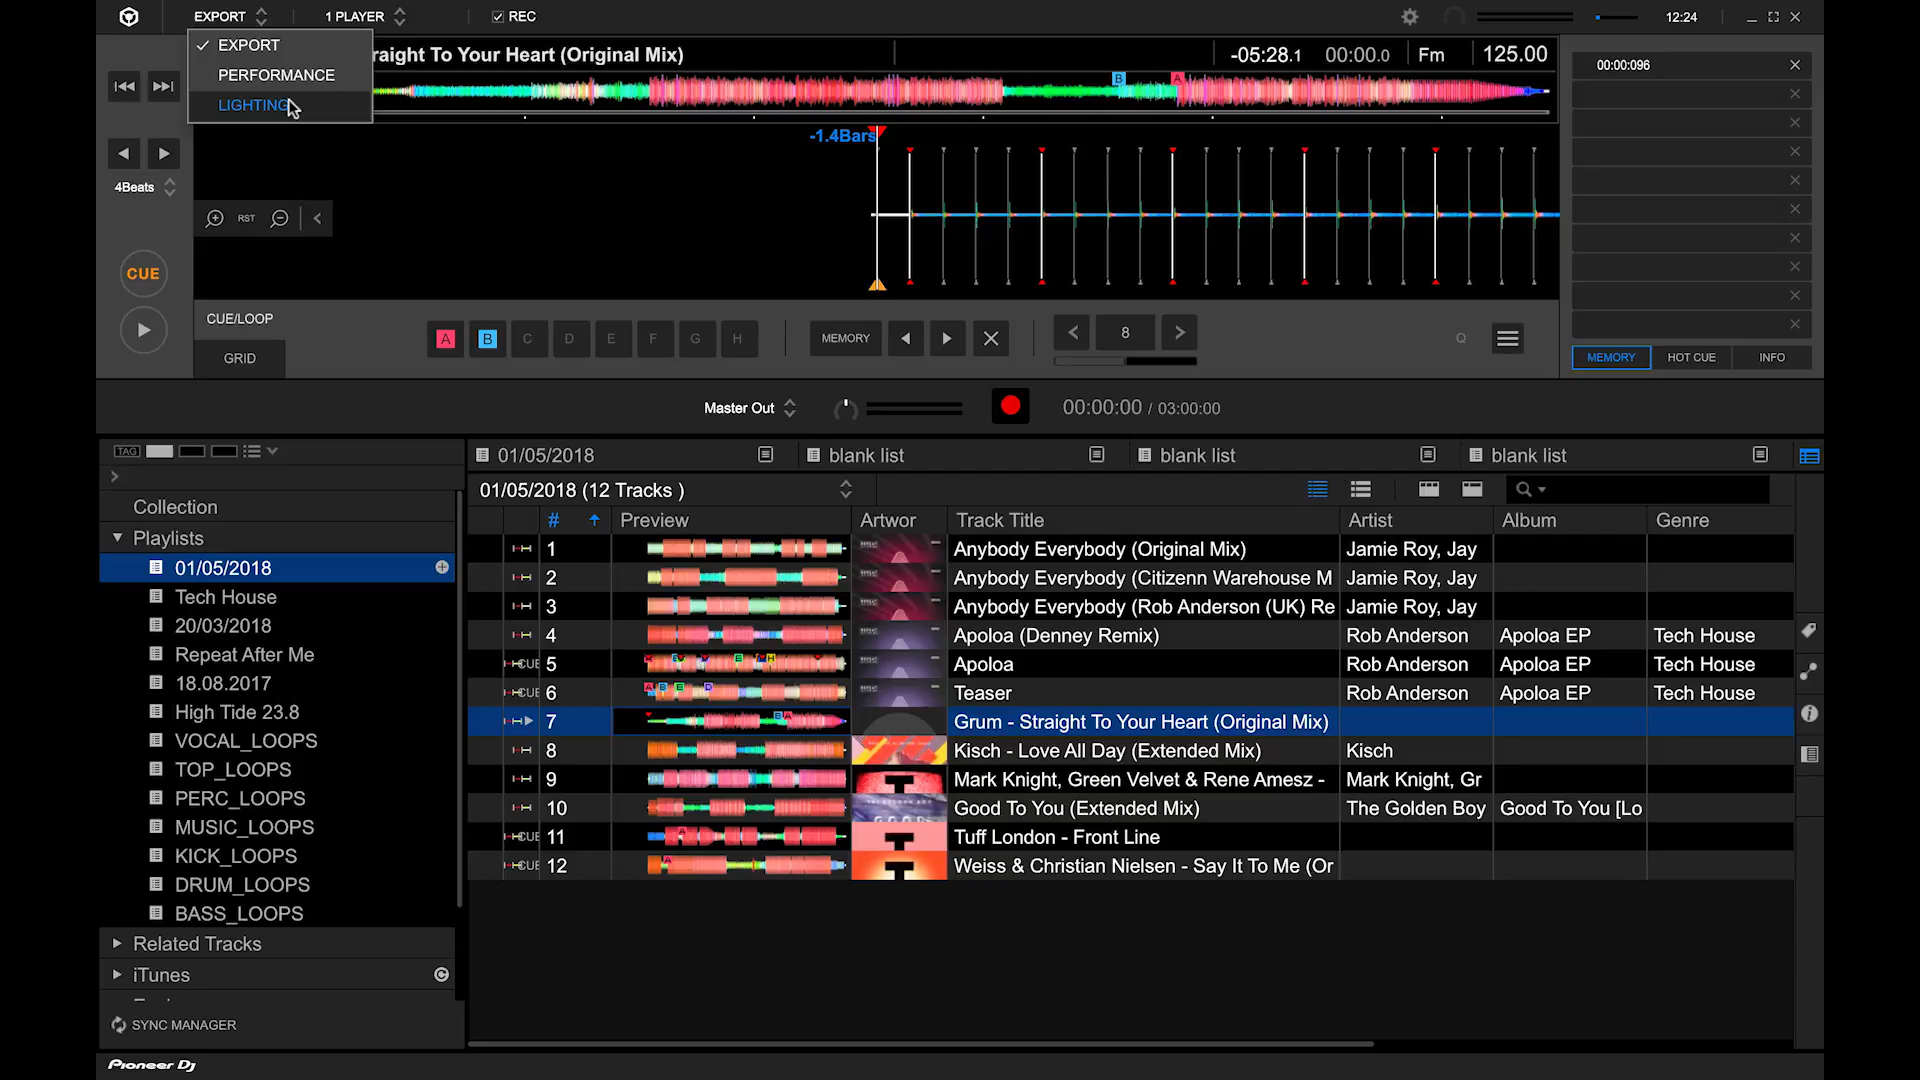 EXPORT
1 PLAYER
REC
12:24
EXPORT
PERFORMANCE
LIGHTING
raight To Your Heart (Original Mix)
-05:28.1
00:00.0
Fm
125.00
B
A
-1.4Bars
4Beats
RST
CUE
CUE/LOOP
GRID
A
B
C
D
E
F
G
H
MEMORY
8
Q
00:00:096
MEMORY
HOT CUE
INFO
Master Out
00:00:00 / 03:00:00
TAG
01/05/2018
blank list
blank list
blank list
Collection
Playlists
01/05/2018
Tech House
20/03/2018
Repeat After Me
18.08.2017
High Tide 23.8
VOCAL_LOOPS
TOP_LOOPS
PERC_LOOPS
MUSIC_LOOPS
KICK_LOOPS
DRUM_LOOPS
BASS_LOOPS
Related Tracks
iTunes
SYNC MANAGER
Pioneer Dj
01/05/2018 (12 Tracks )
# Preview Artwor Track Title Artist Album Genre
1 Anybody Everybody (Original Mix) Jamie Roy, Jay
2 Anybody Everybody (Citizenn Warehouse M Jamie Roy, Jay
3 Anybody Everybody (Rob Anderson (UK) Re Jamie Roy, Jay
4 Apoloa (Denney Remix) Rob Anderson Apoloa EP Tech House
CUE 5 Apoloa Rob Anderson Apoloa EP Tech House
CUE 6 Teaser Rob Anderson Apoloa EP Tech House
7 Grum - Straight To Your Heart (Original Mix)
8 Kisch - Love All Day (Extended Mix) Kisch
9 Mark Knight, Green Velvet & Rene Amesz - Mark Knight, Gr
10 Good To You (Extended Mix) The Golden Boy Good To You [Lo
CUE 11 Tuff London - Front Line
CUE 12 Weiss & Christian Nielsen - Say It To Me (Or